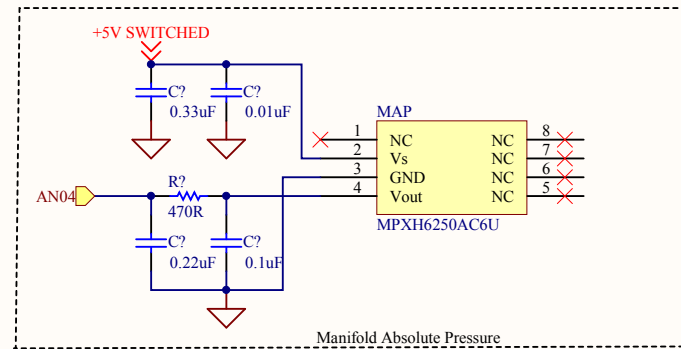 +5V SWITCHED
C?
0.33uF
C?
0.01uF
MAP
1 NC NC 8
2 Vs NC 7
3 GND NC 6
4 Vout NC 5
MPXH6250AC6U
AN04
R?
470R
C?
0.22uF
C?
0.1uF
Manifold Absolute Pressure